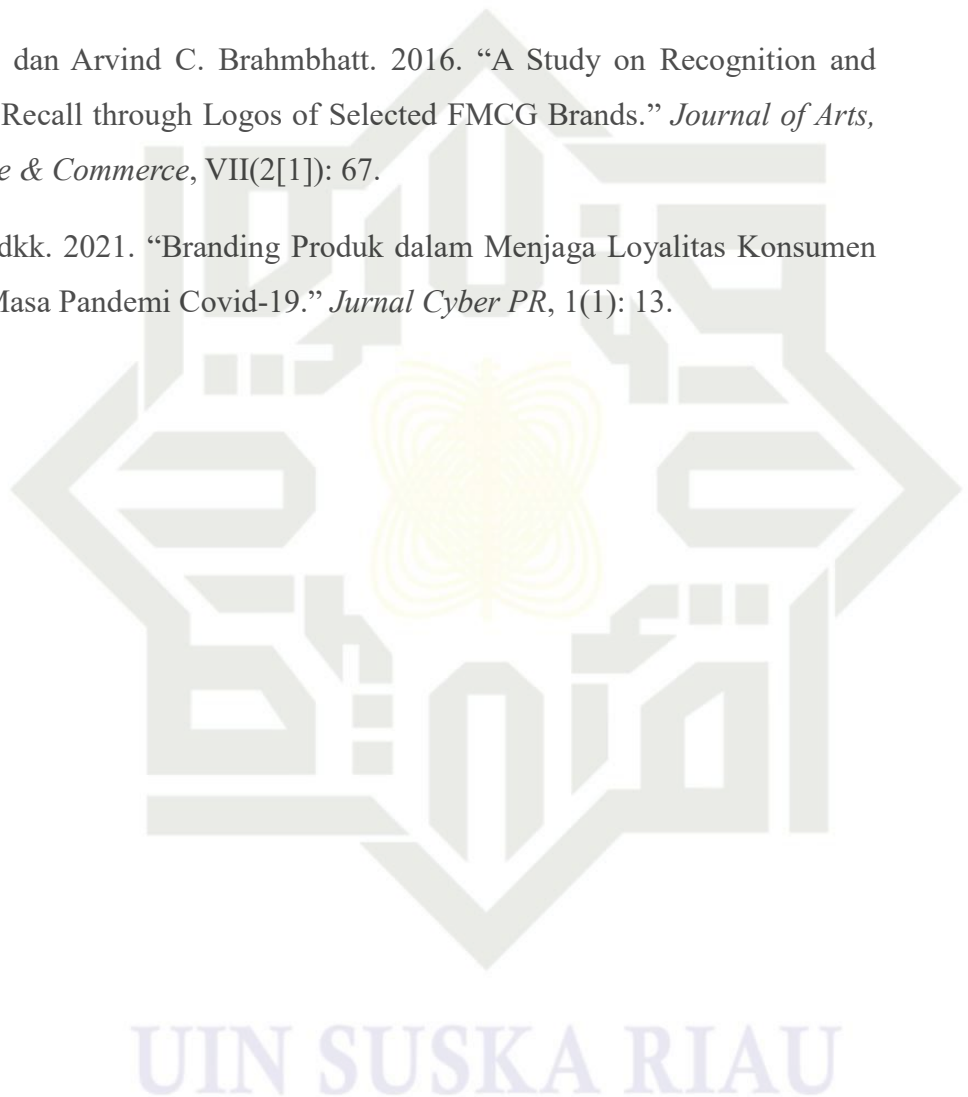 dan Arvind C. Brahmbhatt. 2016. “A Study on Recognition and
Recall through Logos of Selected FMCG Brands.” Journal of Arts,
e & Commerce, VII(2[1]): 67.
dkk. 2021. “Branding Produk dalam Menjaga Loyalitas Konsumen
Masa Pandemi Covid-19.” Jurnal Cyber PR, 1(1): 13.
UIN SUSKA RIAU